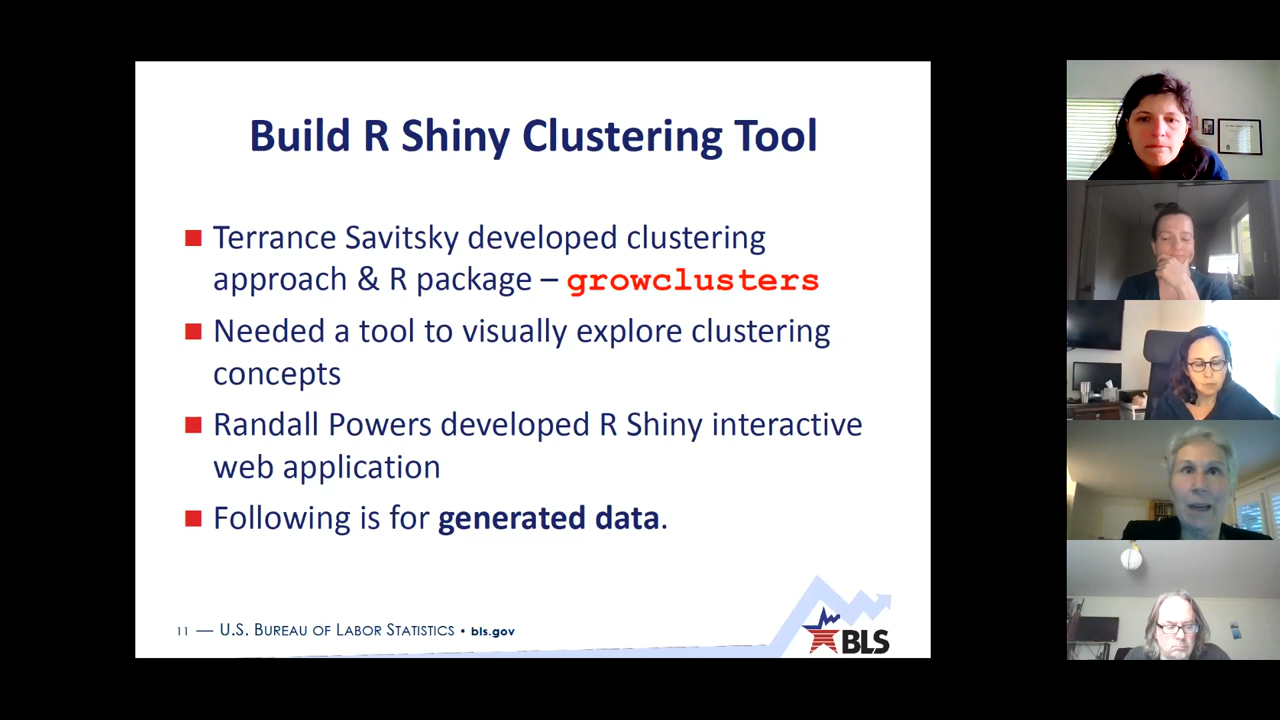 Build R Shiny Clustering Tool
Terrance Savitsky developed clustering
approach & R package – growclusters
Needed a tool to visually explore clustering
concepts
Randall Powers developed R Shiny interactive
web application
Following is for generated data.
11 — U.S. BUREAU OF LABOR STATISTICS • bls.gov
BLS